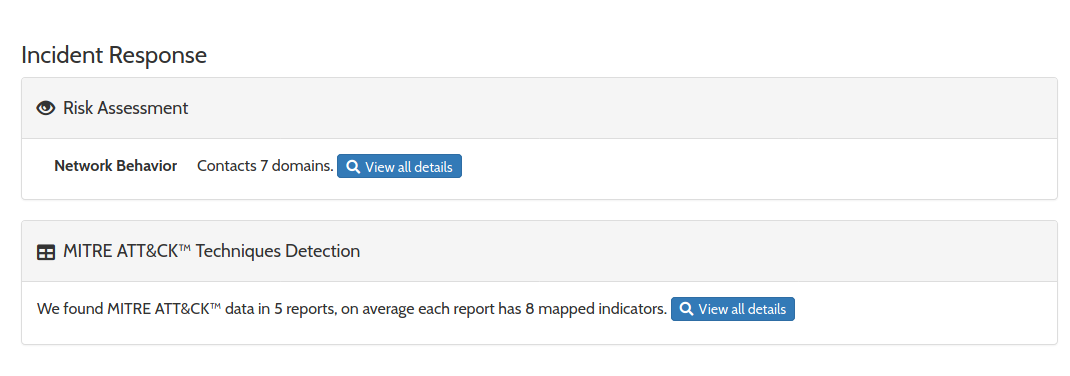 Incident Response
Risk Assessment
Network Behavior Contacts 7 domains. View all details
MITRE ATT&CK™ Techniques Detection
We found MITRE ATT&CK™ data in 5 reports, on average each report has 8 mapped indicators. View all details